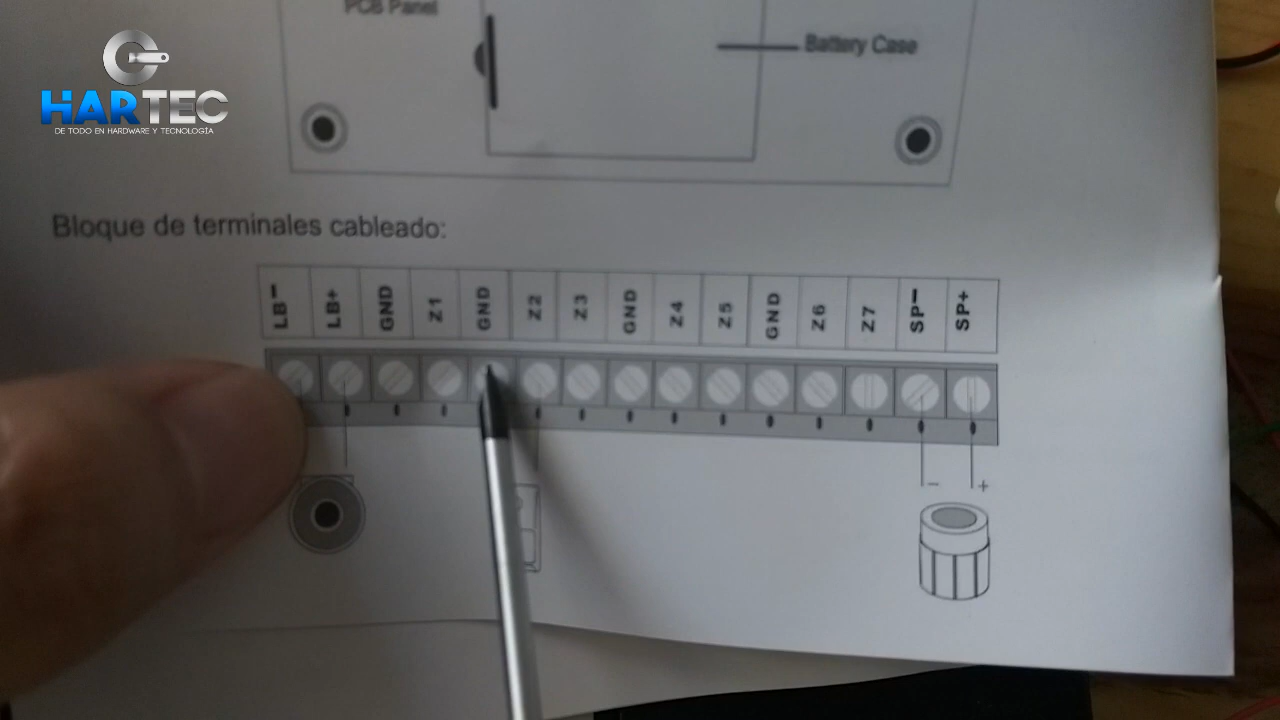 PCB Panel
Battery Case
HARTEC
DE TODO EN HARDWARE Y TECNOLOGÍA
Bloque de terminales cableado:
LB- LB+ GND Z1 GND Z2 Z3 GND Z4 Z5 GND Z6 Z7 SP- SP+
- +